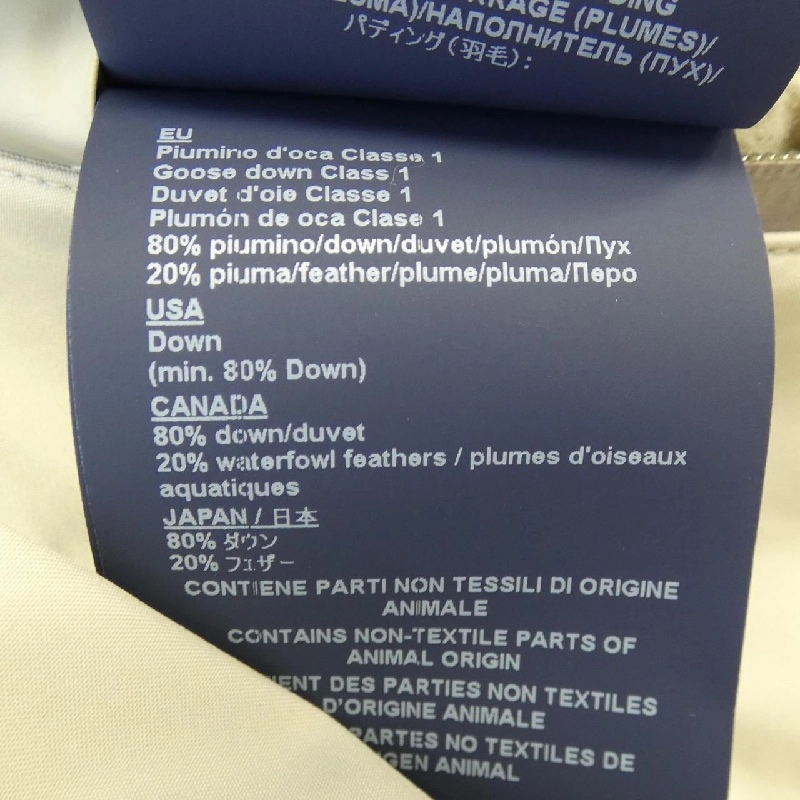 DING
RRAGE (PLUMES)/
UMA)/НАПОЛНИТЕЛЬ (ПУХ)/
パディング(羽毛):
EU
Piumino d'oca Classe 1
Goose down Class 1
Duvet d'oie Classe 1
Plumón de oca Clase 1
80% piumino/down/duvet/plumón/Пух
20% piuma/feather/plume/pluma/Перо
USA
Down
(min. 80% Down)
CANADA
80% down/duvet
20% waterfowl feathers / plumes d'oiseaux
aquatiques
JAPAN / 日本
80% ダウン
20% フェザー
CONTIENE PARTI NON TESSILI DI ORIGINE
ANIMALE
CONTAINS NON-TEXTILE PARTS OF
ANIMAL ORIGIN
IENT DES PARTIES NON TEXTILES
D'ORIGINE ANIMALE
PARTES NO TEXTILES DE
GEN ANIMAL